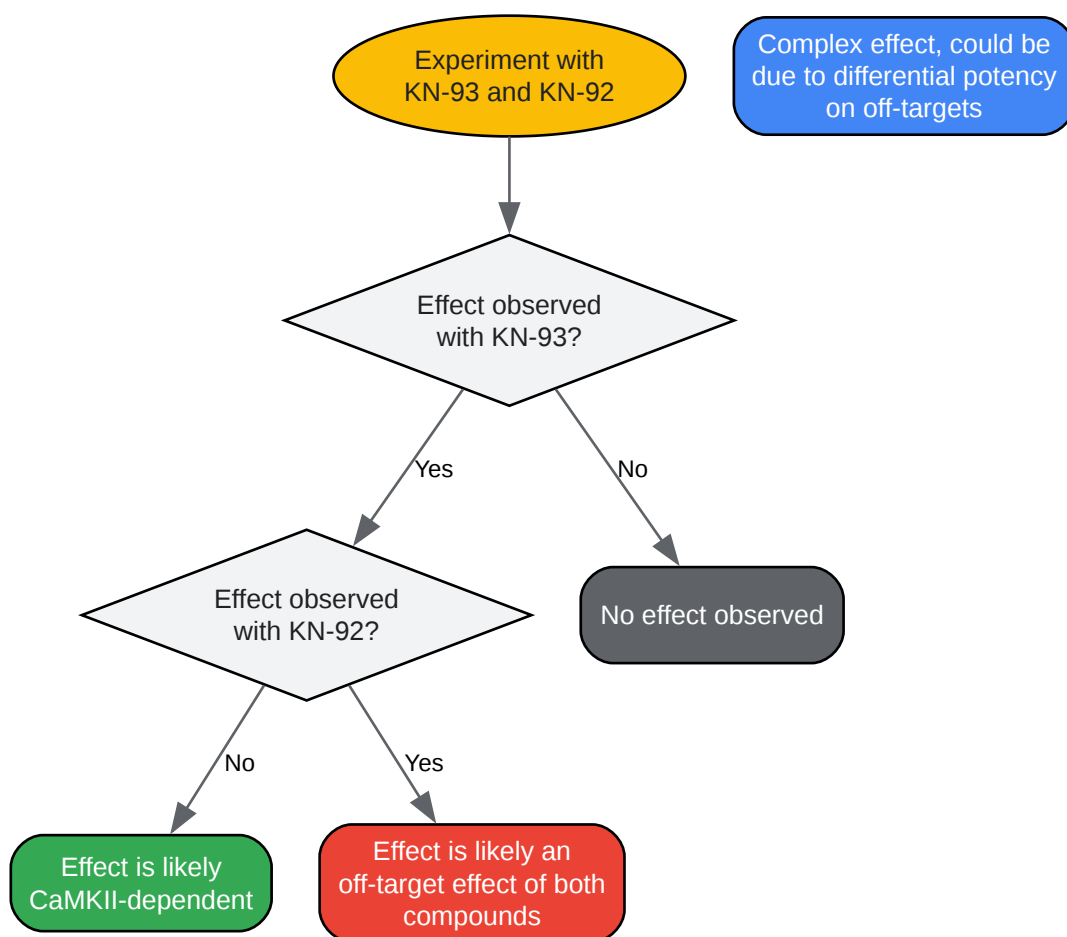 Experiment with
KN-93 and KN-92
Complex effect, could be
due to differential potency
on off-targets
Effect observed
with KN-93?
Yes
No
Effect observed
with KN-92?
No effect observed
No
Yes
Effect is likely
CaMKII-dependent
Effect is likely an
off-target effect of both
compounds